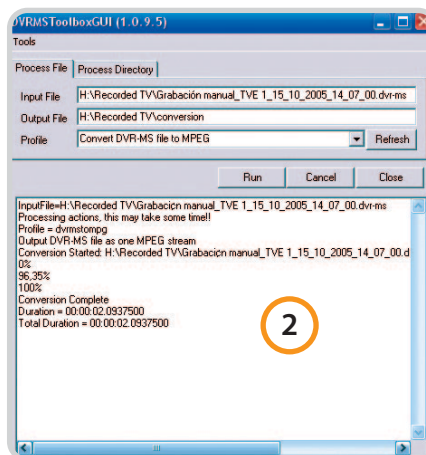 DVRMSToolboxGUI (1.0.9.5)
Tools
Process File Process Directory
Input File H:\Recorded TV\Grabación manual_TVE 1_15_10_2005_14_07_00.dvr-ms
Output File H:\Recorded TV\conversion
Profile Convert DVR-MS file to MPEG Refresh
Run Cancel Close
InputFile=H:\Recorded TV\Grabación manual_TVE 1_15_10_2005_14_07_00.dvr-ms
Processing actions, this may take some time!!
Profile = dvrmstompg
Output DVR-MS file as one MPEG stream
Conversion Started: H:\Recorded TV\Grabación manual_TVE 1_15_10_2005_14_07_00.d
0%
96,35%
100%
Conversion Complete
Duration = 00:00:02.0937500
Total Duration = 00:00:02.0937500
2